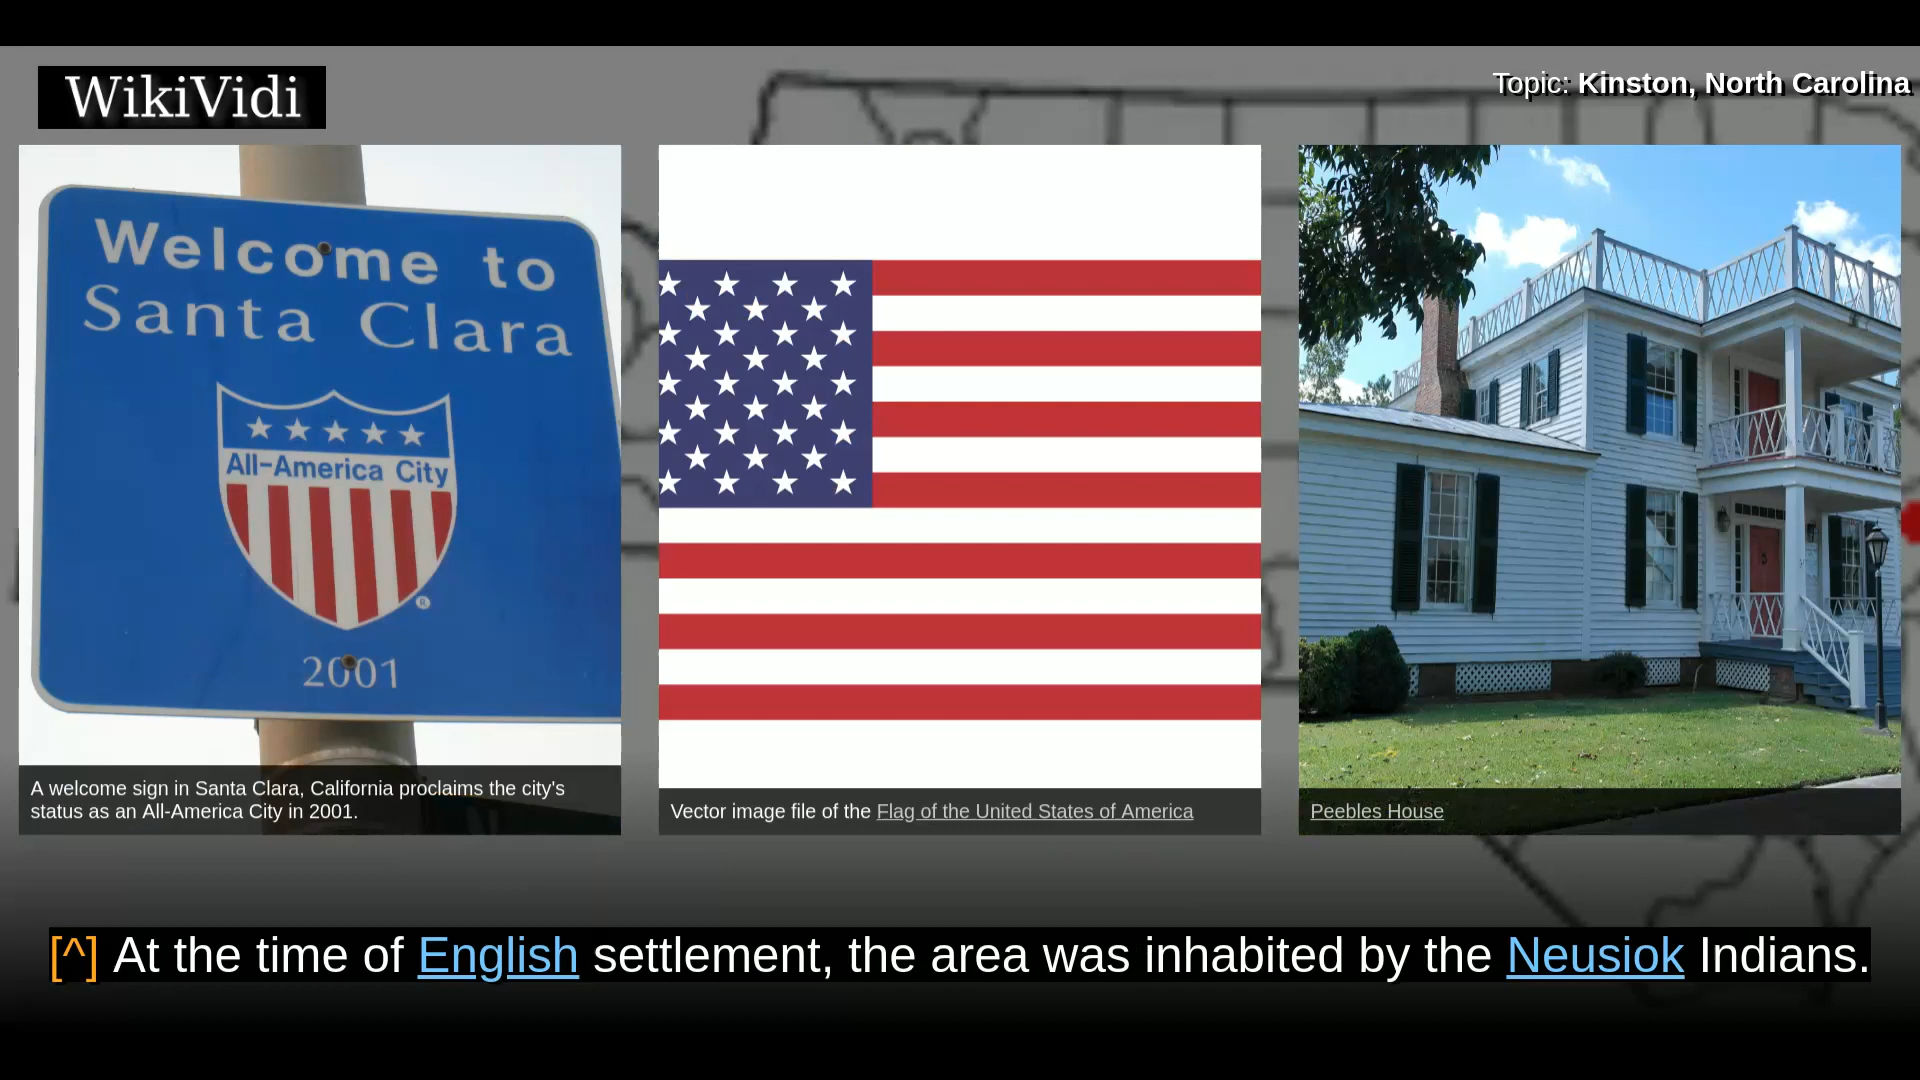 WikiVidi
Topic: Kinston, North Carolina
Welcome to
Santa Clara
All-America City
®
2001
A welcome sign in Santa Clara, California proclaims the city's
status as an All-America City in 2001.
Vector image file of the Flag of the United States of America
Peebles House
[^] At the time of English settlement, the area was inhabited by the Neusiok Indians.